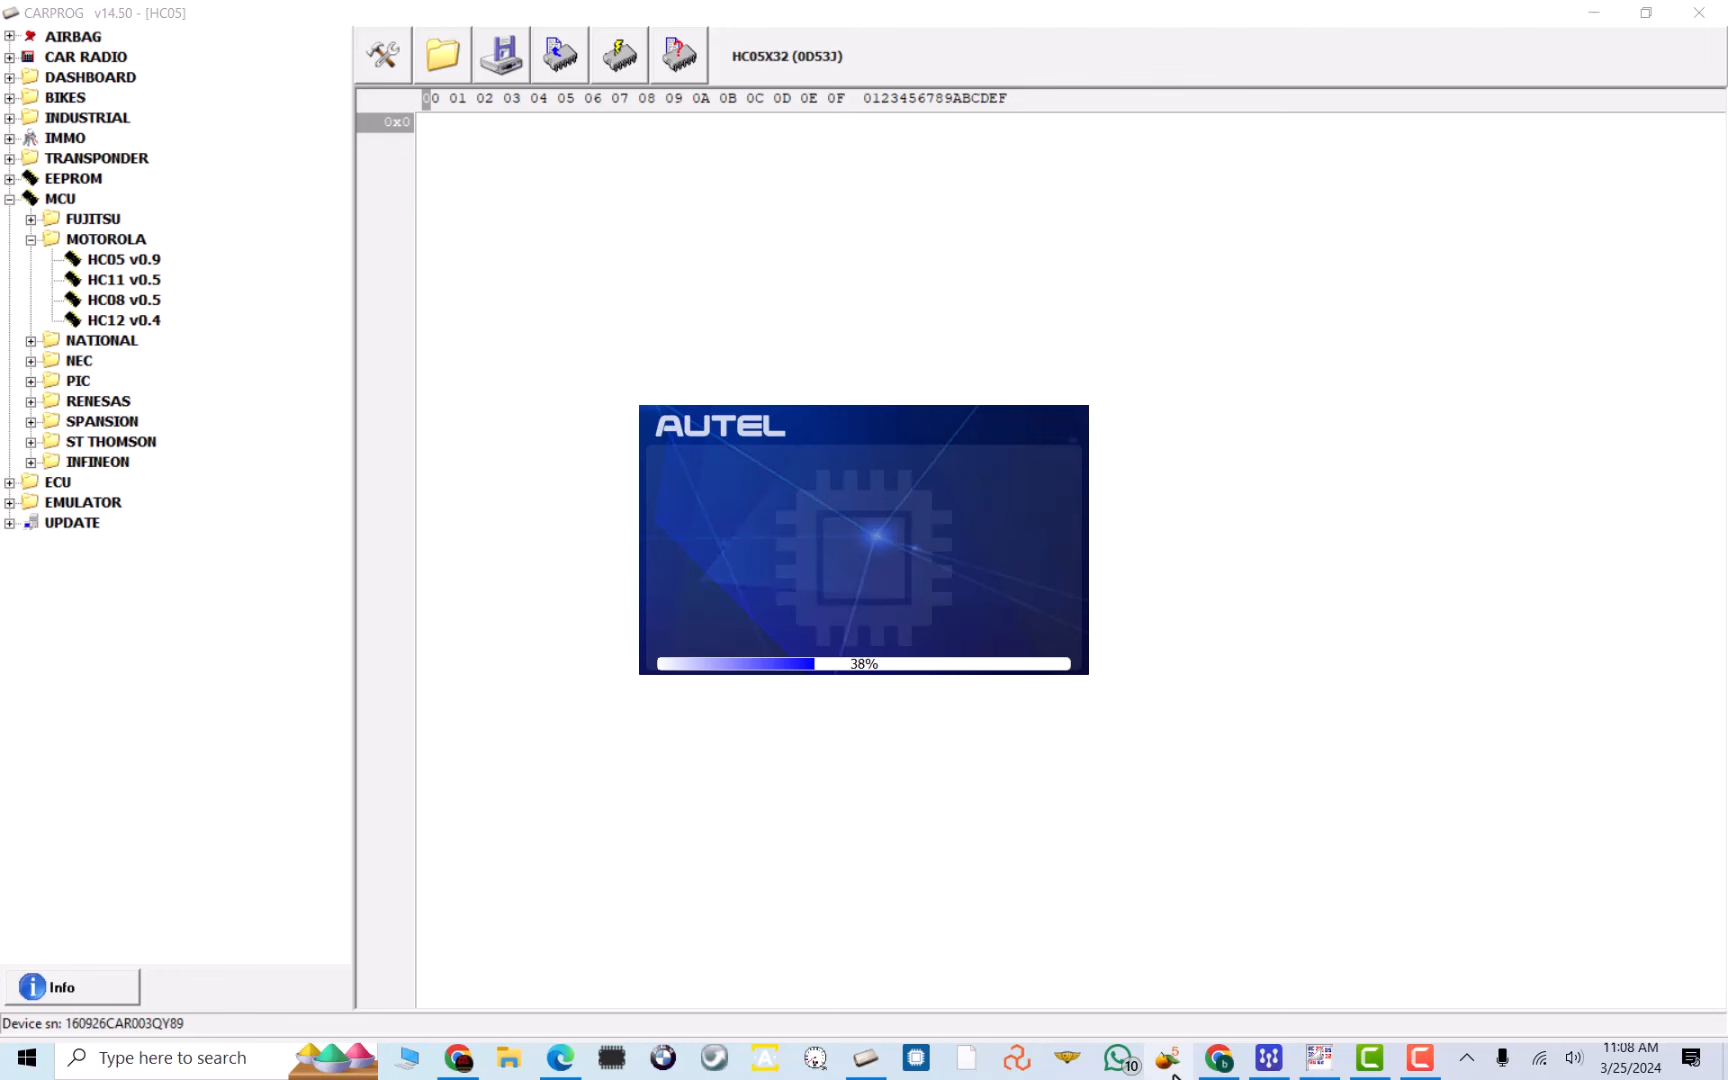 CARPROG v14.50 - [HC05]
AIRBAG
CAR RADIO
DASHBOARD
BIKES
INDUSTRIAL
IMMO
TRANSPONDER
EEPROM
MCU
FUJITSU
MOTOROLA
HC05 v0.9
HC11 v0.5
HC08 v0.5
HC12 v0.4
NATIONAL
NEC
PIC
RENESAS
SPANSION
ST THOMSON
INFINEON
ECU
EMULATOR
UPDATE
HC05X32 (0D53J)
00 01 02 03 04 05 06 07 08 09 0A 0B 0C 0D 0E 0F 0123456789ABCDEF
0x0
AUTEL
38%
Info
Device sn: 160926CAR003QY89
Type here to search
10
5
11:08 AM
3/25/2024